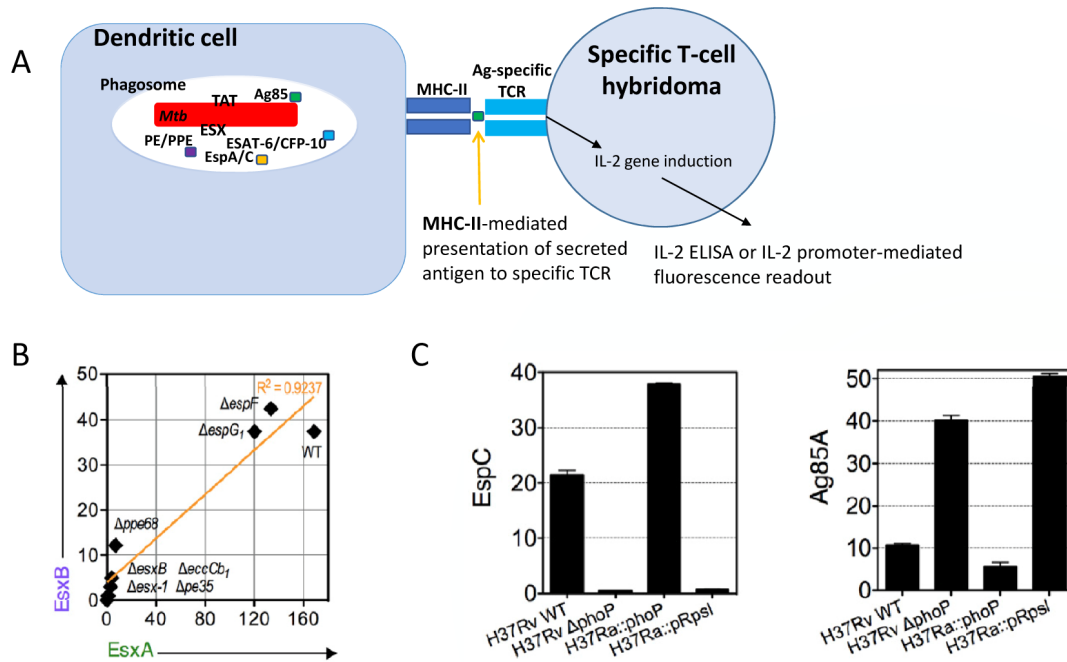 A
Dendritic cell
Phagosome
Ag85
TAT
Mtb
ESX
PE/PPE
ESAT-6/CFP-10
EspA/C
MHC-II
Ag-specific
TCR
Specific T-cell
hybridoma
IL-2 gene induction
MHC-II-mediated
presentation of secreted
antigen to specific TCR
IL-2 ELISA or IL-2 promoter-mediated
fluorescence readout
B
EsxB
50
40
30
20
10
0
R² = 0.9237
ΔespF
ΔespG₁
WT
Δppe68
ΔesxB ΔeccCb₁
Δesx-1 Δpe35
0 40 80 120 160
EsxA
C
EspC
40
30
20
10
0
H37Rv WT
H37Rv ΔphoP
H37Ra::phoP
H37Ra::pRpsl
Ag85A
50
40
30
20
10
0
H37Rv WT
H37Rv ΔphoP
H37Ra::phoP
H37Ra::pRpsl